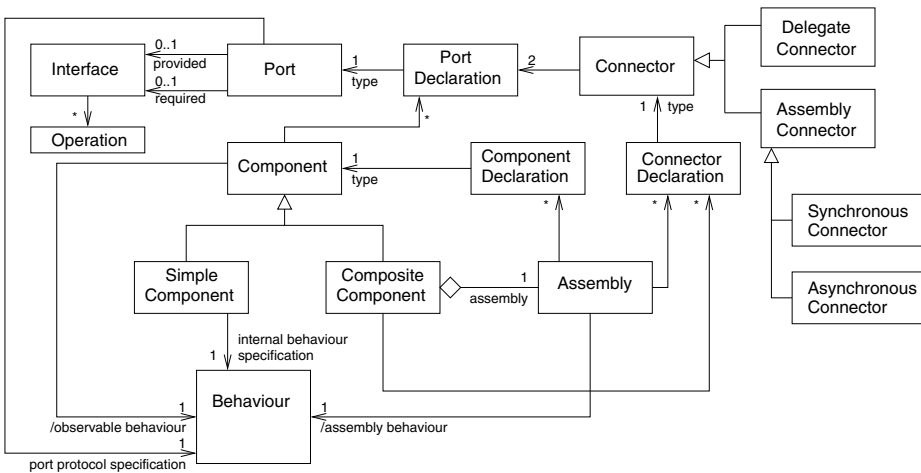 Delegate
Connector
0..1
provided
0..1
required
Interface
Port
1
type
Port
Declaration
2
Connector
1
type
Assembly
Connector
*
Operation
*
Component
1
type
Component
Declaration
Connector
Declaration
*
*
*
Synchronous
Connector
Simple
Component
Composite
Component
1
assembly
Assembly
Asynchronous
Connector
internal behaviour
specification
1
Behaviour
1
/observable behaviour
1
/assembly behaviour
1
port protocol specification